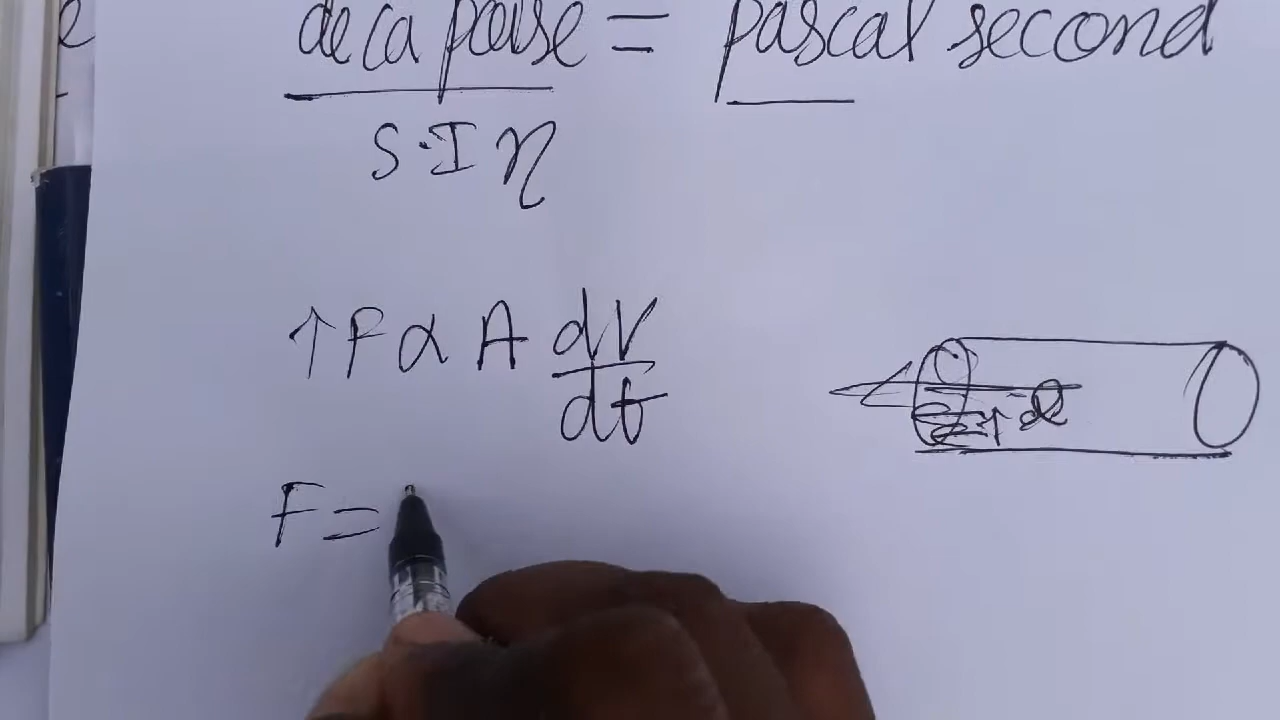 e
deca poise = pascal second
S.I η
↑ F ∝ A dV/dt
F =